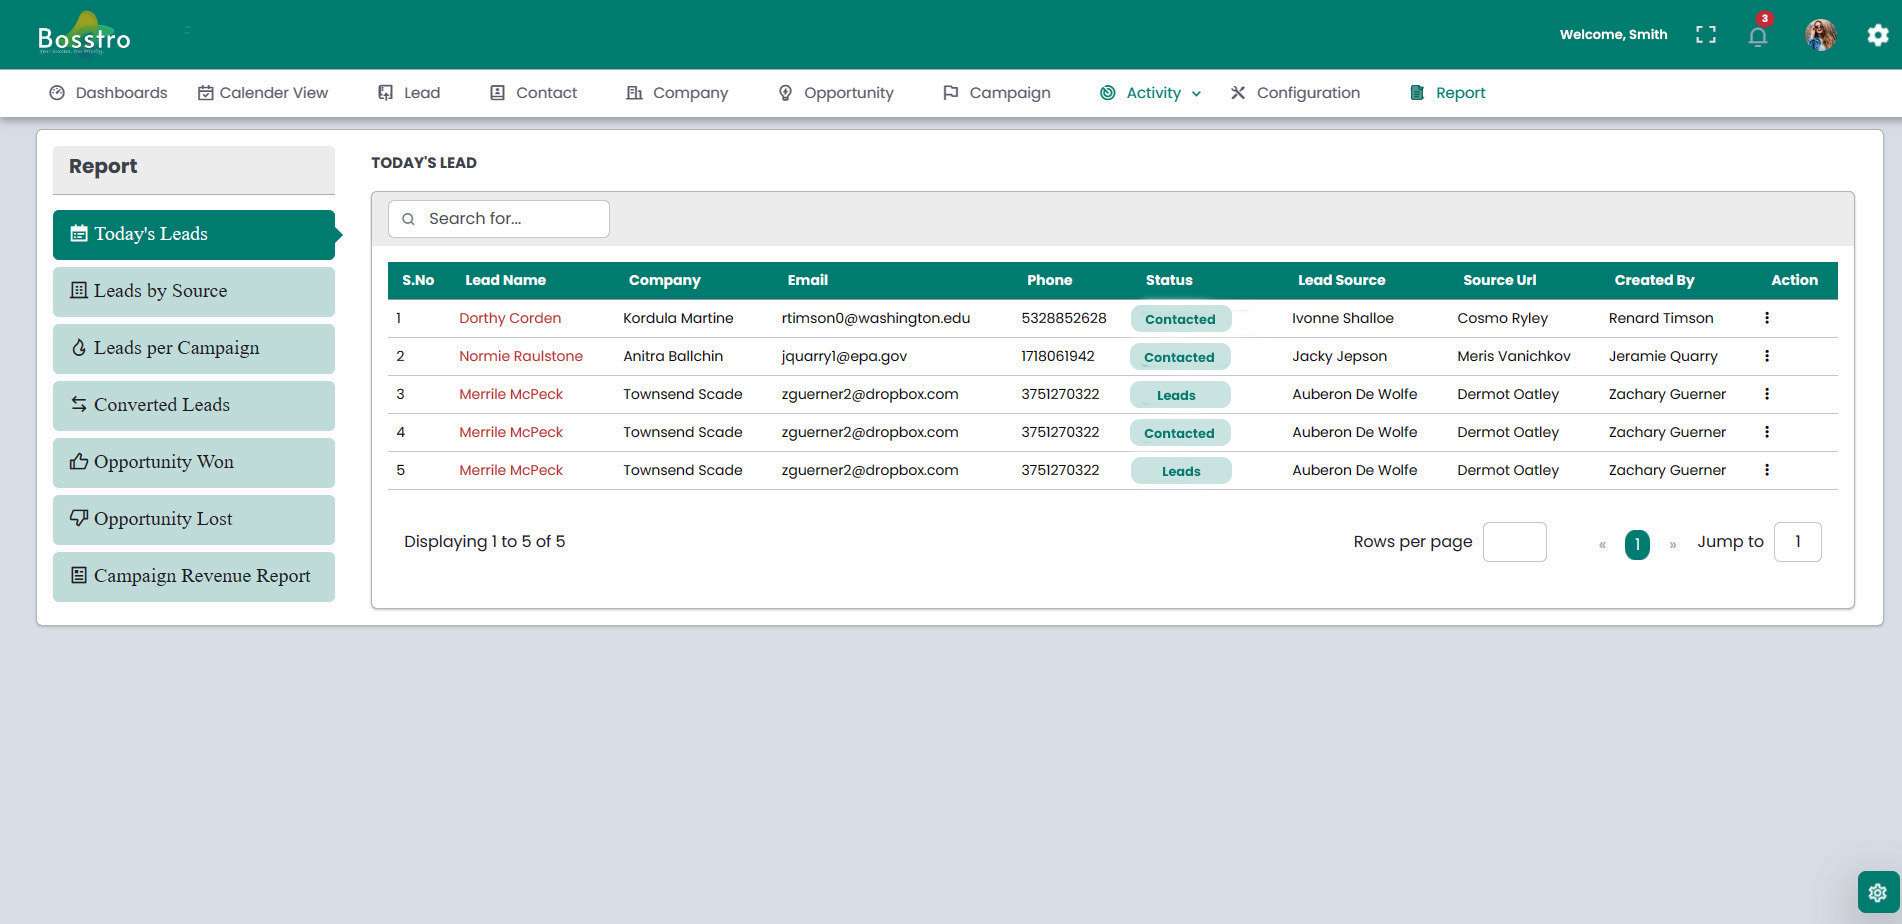 Bosstro
Welcome, Smith
3
Dashboards Calender View Lead Contact Company Opportunity Campaign Activity Configuration Report
Report
Today's Leads
Leads by Source
Leads per Campaign
Converted Leads
Opportunity Won
Opportunity Lost
Campaign Revenue Report
TODAY'S LEAD
Search for...
S.No Lead Name Company Email Phone Status Lead Source Source Url Created By Action
1 Dorthy Corden Kordula Martine rtimson0@washington.edu 5328852628 Contacted Ivonne Shalloe Cosmo Ryley Renard Timson
2 Normie Raulstone Anitra Ballchin jquarry1@epa.gov 1718061942 Contacted Jacky Jepson Meris Vanichkov Jeramie Quarry
3 Merrile McPeck Townsend Scade zguerner2@dropbox.com 3751270322 Leads Auberon De Wolfe Dermot Oatley Zachary Guerner
4 Merrile McPeck Townsend Scade zguerner2@dropbox.com 3751270322 Contacted Auberon De Wolfe Dermot Oatley Zachary Guerner
5 Merrile McPeck Townsend Scade zguerner2@dropbox.com 3751270322 Leads Auberon De Wolfe Dermot Oatley Zachary Guerner
Displaying 1 to 5 of 5
Rows per page « 1 » Jump to 1